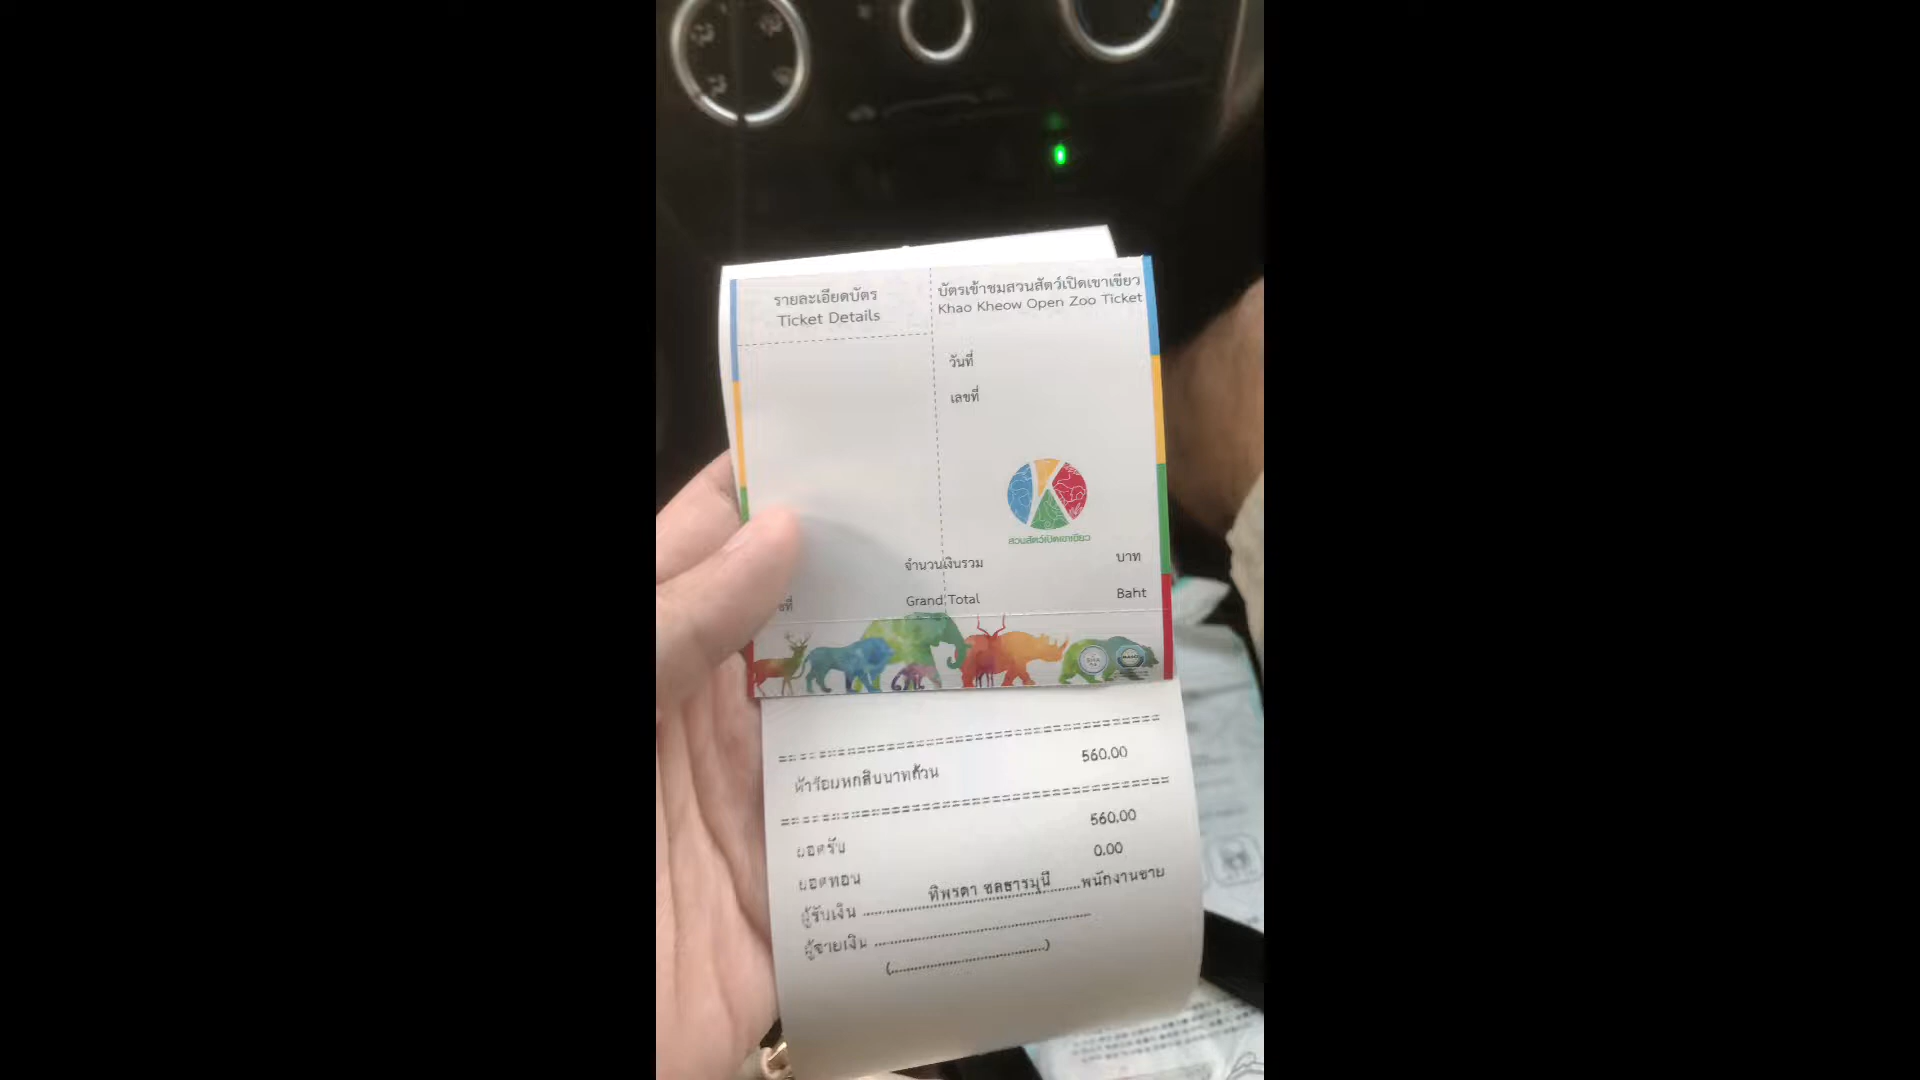 รายละเอียดบัตร
Ticket Details
บัตรเข้าชมสวนสัตว์เปิดเขาเขียว
Khao Kheow Open Zoo Ticket
วันที่
เลขที่
สวนสัตว์เปิดเขาเขียว
จำนวนเงินรวม บาท
Grand Total Baht
==============================
ห้าร้อยหกสิบบาทถ้วน 560.00
==============================
ยอดรับ 560.00
ยอดทอน 0.00
ผู้รับเงิน ทิพรดา ชลธารมุนี พนักงานขาย
ผู้จ่ายเงิน ........................................
(............................)